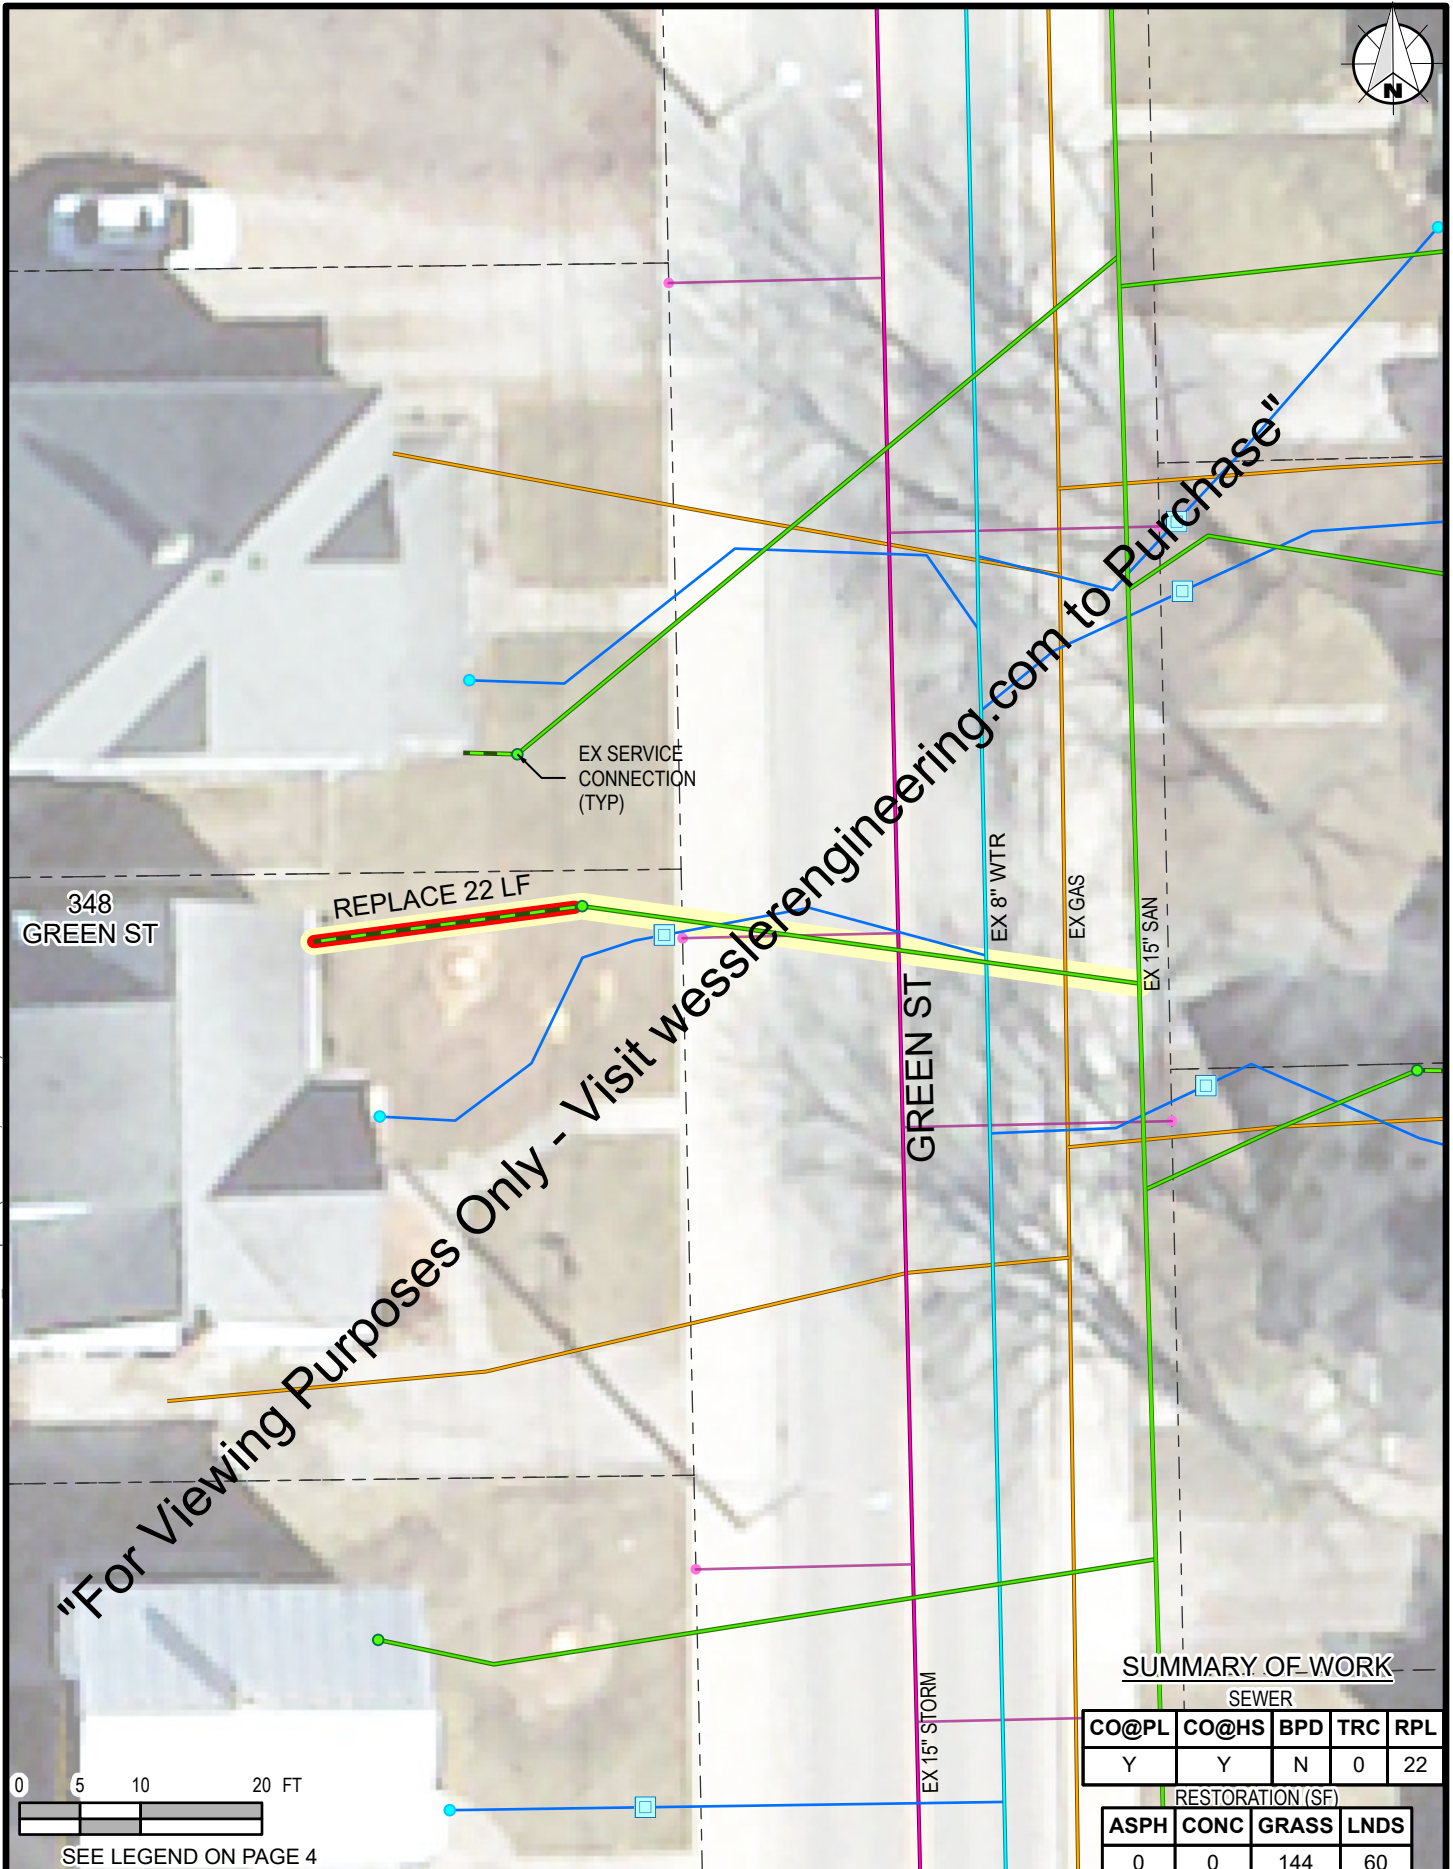 N
EX SERVICE
CONNECTION
(TYP)
348
GREEN ST
REPLACE 22 LF
EX 8" WTR
EX GAS
EX 15" SAN
GREEN ST
EX 15" STORM
"For Viewing Purposes Only - Visit wesslerengineering.com to Purchase"
SUMMARY OF WORK
SEWER
CO@PL CO@HS BPD TRC RPL
Y Y N 0 22
RESTORATION (SF)
ASPH CONC GRASS LNDS
0 0 144 60
0 5 10 20 FT
SEE LEGEND ON PAGE 4